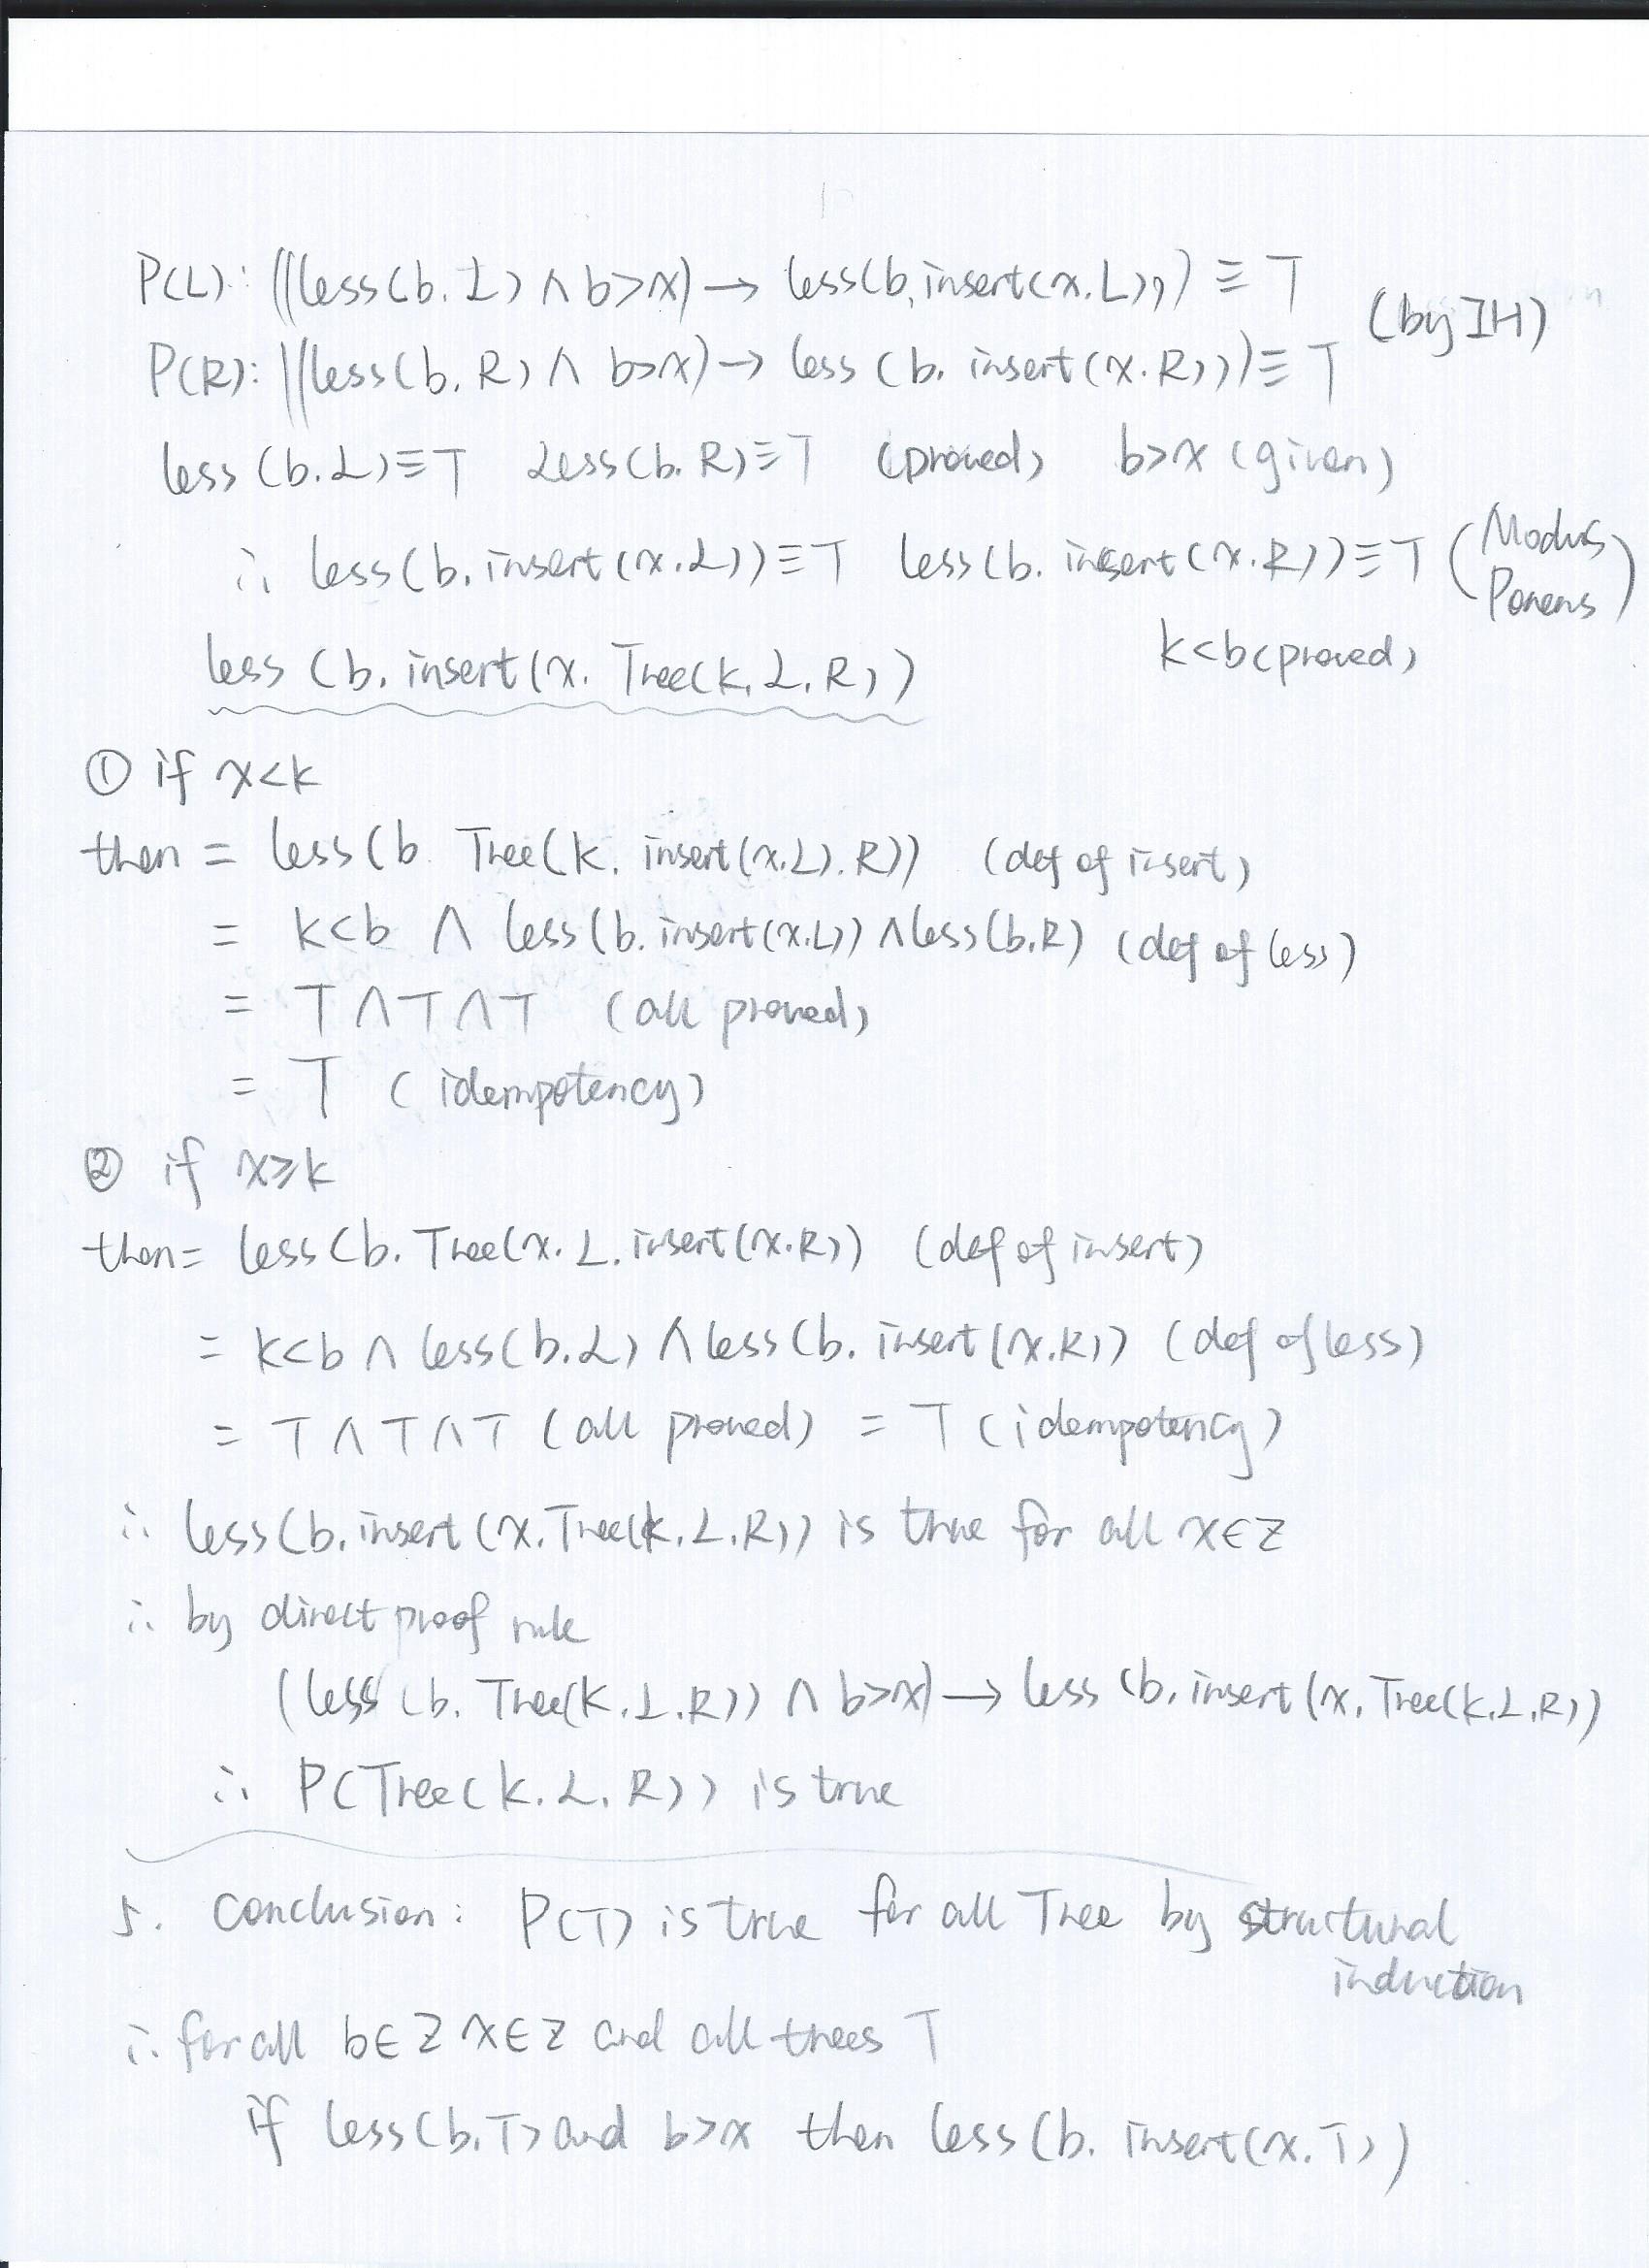 P(L): ((less(b.L) ∧ b>x) → less(b, insert(x.L))) ≡ T
(by IH)
P(R): ((less(b.R) ∧ b>x) → less (b. insert(x.R))) ≡ T
less (b.L) ≡ T Less(b.R) ≡ T (proved) b>x (given)
∴ less(b. insert(x.L)) ≡ T less(b. insert(x.R)) ≡ T (Modus Ponens)
less (b. insert(x. Tree(k.L.R)) k<b (proved)
① if x<k
then = less(b Tree(k. insert(x.L).R)) (def of insert)
= k<b ∧ less(b. insert(x.L)) ∧ less(b.R) (def of less)
= T ∧ T ∧ T (all proved)
= T (idempotency)
② if x≥k
then = less(b. Tree(x. L. insert(x.R)) (def of insert)
= k<b ∧ less(b.L) ∧ less(b. insert(x.R)) (def of less)
= T ∧ T ∧ T (all proved) = T (idempotency)
∴ less(b. insert(x. Tree(k.L.R)) is true for all x∈Z
∴ by direct proof rule
(less (b. Tree(k.L.R)) ∧ b>x) → less (b. insert(x, Tree(k.L.R))
∴ P(Tree(k.L.R)) is true
5. Conclusion: P(T) is true for all Tree by structural
induction
∴ for all b∈Z x∈Z and all trees T
if less(b.T) and b>x then less(b. insert(x.T))